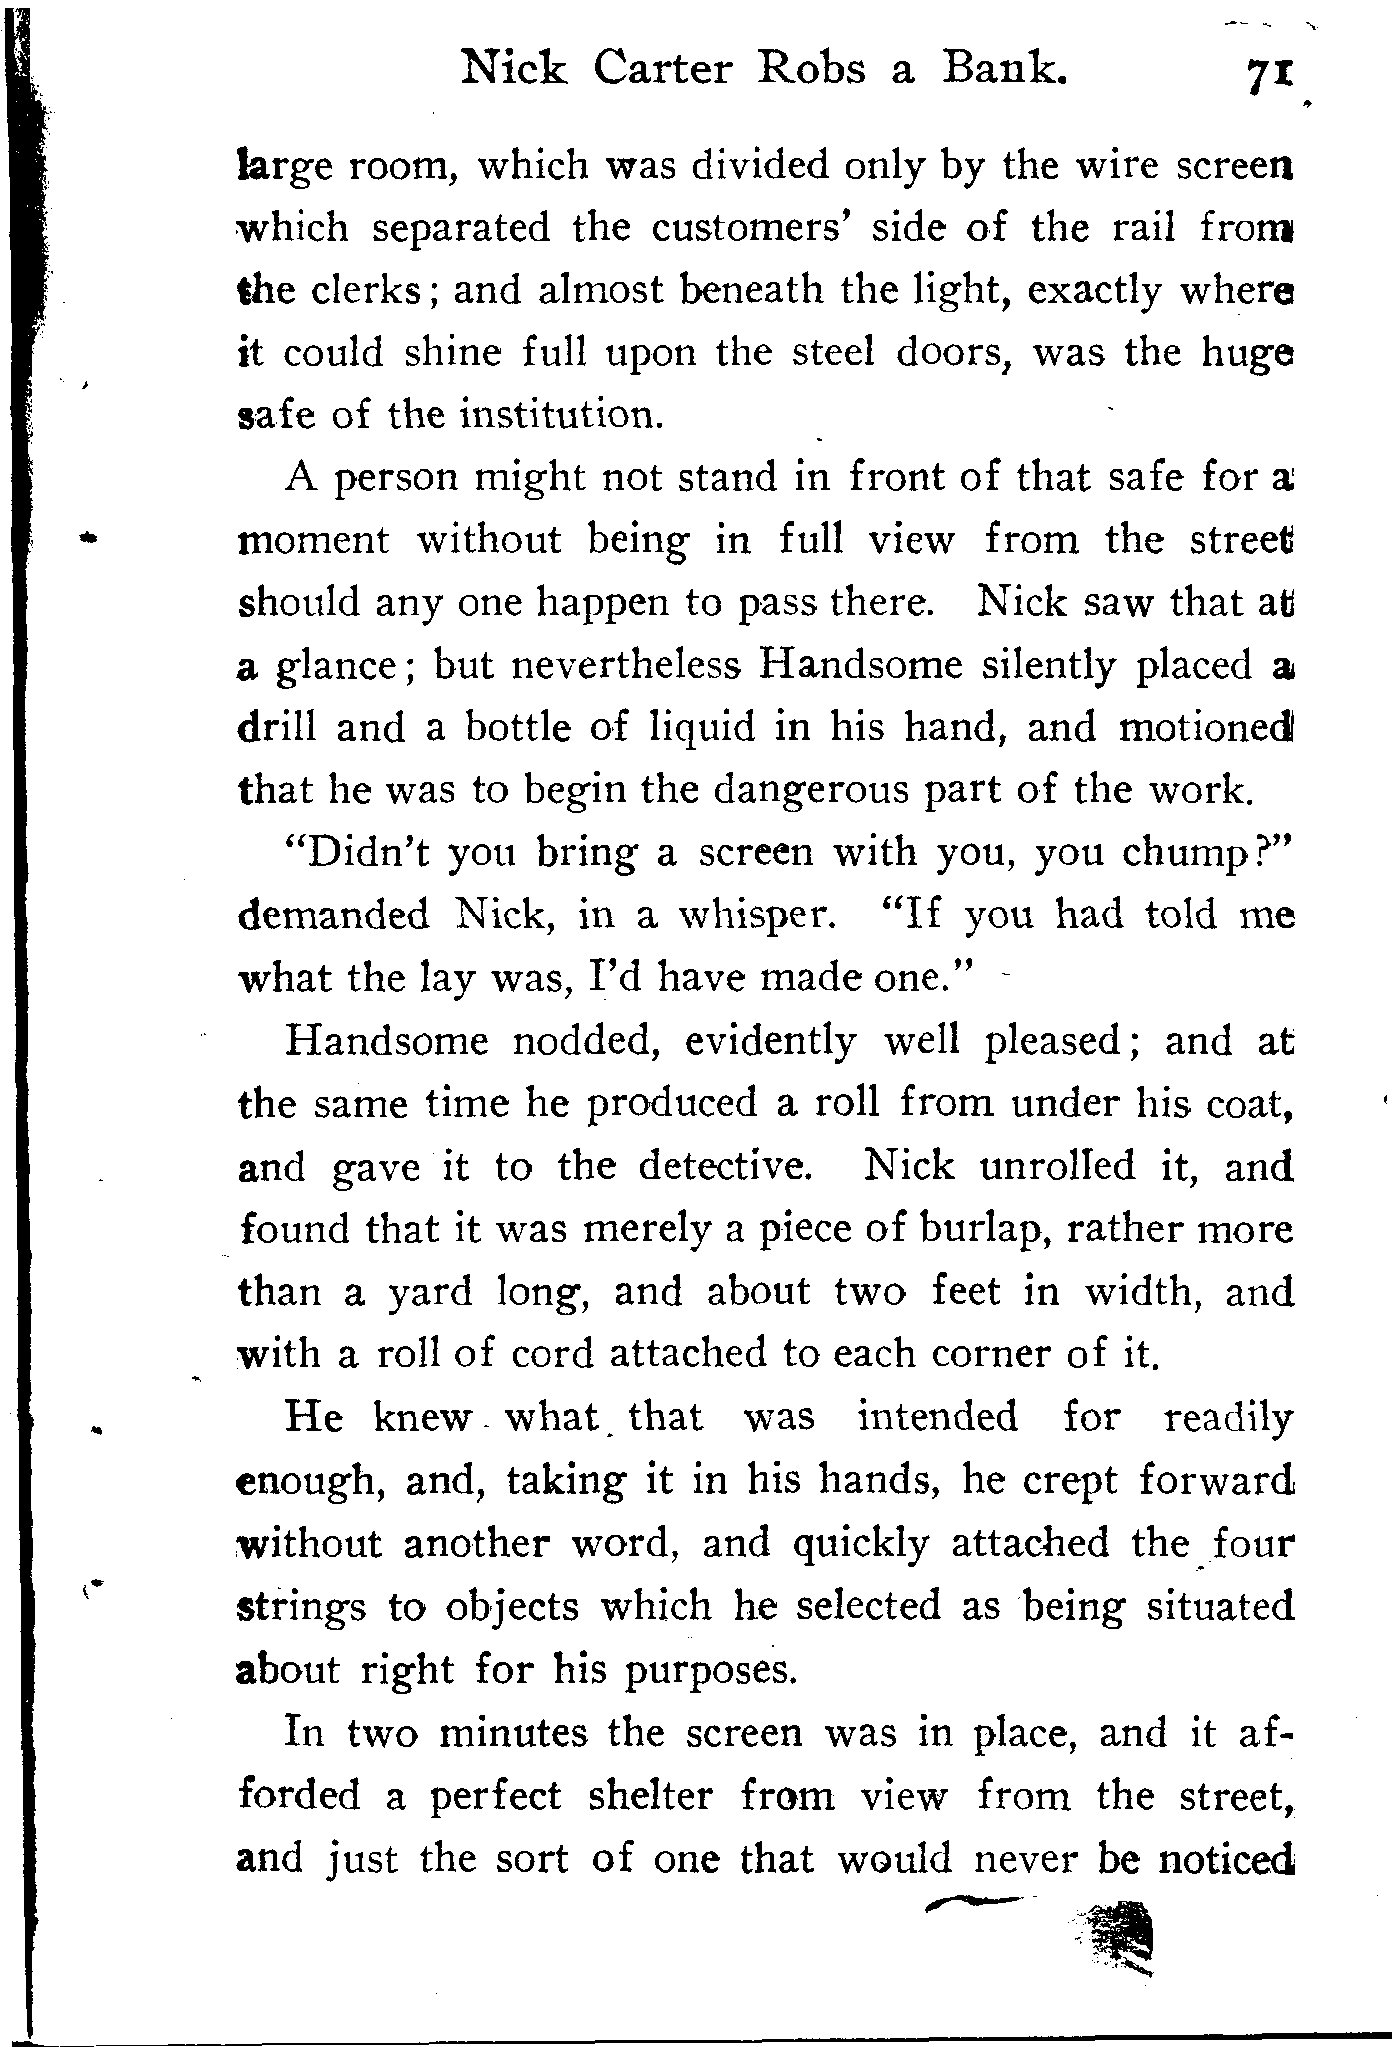 Nick Carter Robs a Bank. 71
large room, which was divided only by the wire screen
which separated the customers' side of the rail from
the clerks; and almost beneath the light, exactly where
it could shine full upon the steel doors, was the huge
safe of the institution.
A person might not stand in front of that safe for a
moment without being in full view from the street
should any one happen to pass there. Nick saw that at
a glance; but nevertheless Handsome silently placed a
drill and a bottle of liquid in his hand, and motioned
that he was to begin the dangerous part of the work.
"Didn't you bring a screen with you, you chump?"
demanded Nick, in a whisper. "If you had told me
what the lay was, I'd have made one."
Handsome nodded, evidently well pleased; and at
the same time he produced a roll from under his coat,
and gave it to the detective. Nick unrolled it, and
found that it was merely a piece of burlap, rather more
than a yard long, and about two feet in width, and
with a roll of cord attached to each corner of it.
He knew what that was intended for readily
enough, and, taking it in his hands, he crept forward
without another word, and quickly attached the four
strings to objects which he selected as being situated
about right for his purposes.
In two minutes the screen was in place, and it af-
forded a perfect shelter from view from the street,
and just the sort of one that would never be noticed